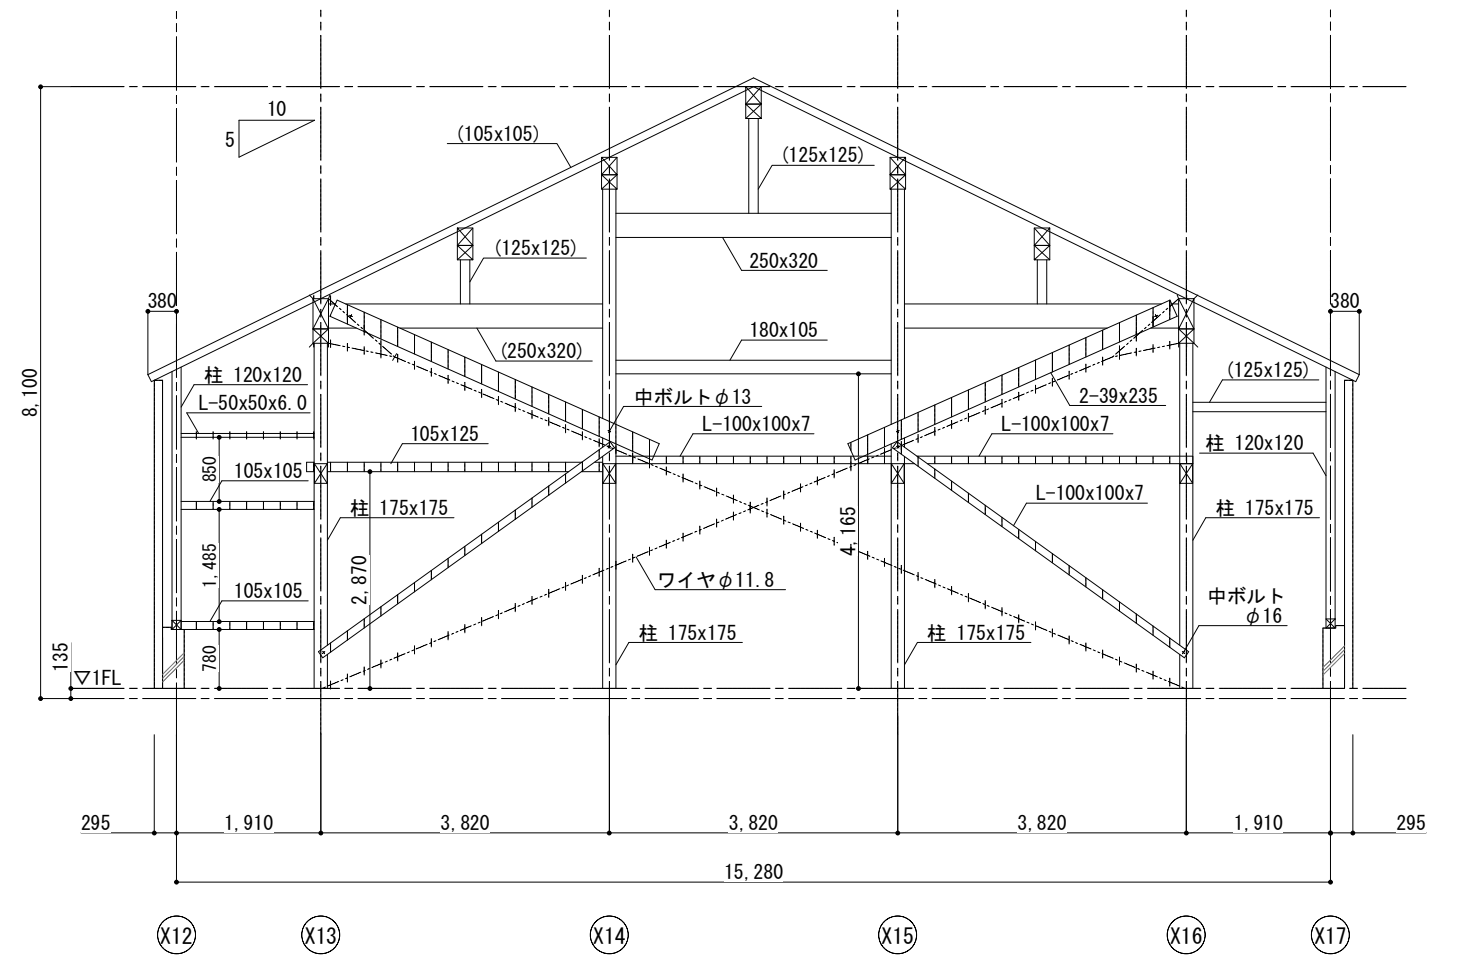 10
5
(105x105)
(125x125)
(125x125)
250x320
380
380
180x105
(250x320)
8,100
柱 120x120
L-50x50x6.0
(125x125)
中ボルトφ13
2-39x235
L-100x100x7
L-100x100x7
105x125
柱 120x120
850
105x105
L-100x100x7
柱 175x175
柱 175x175
4,165
1,485
2,870
ワイヤφ11.8
105x105
中ボルト
φ16
柱 175x175
柱 175x175
135
780
▽1FL
295
1,910
3,820
3,820
3,820
1,910
295
15,280
X12
X13
X14
X15
X16
X17